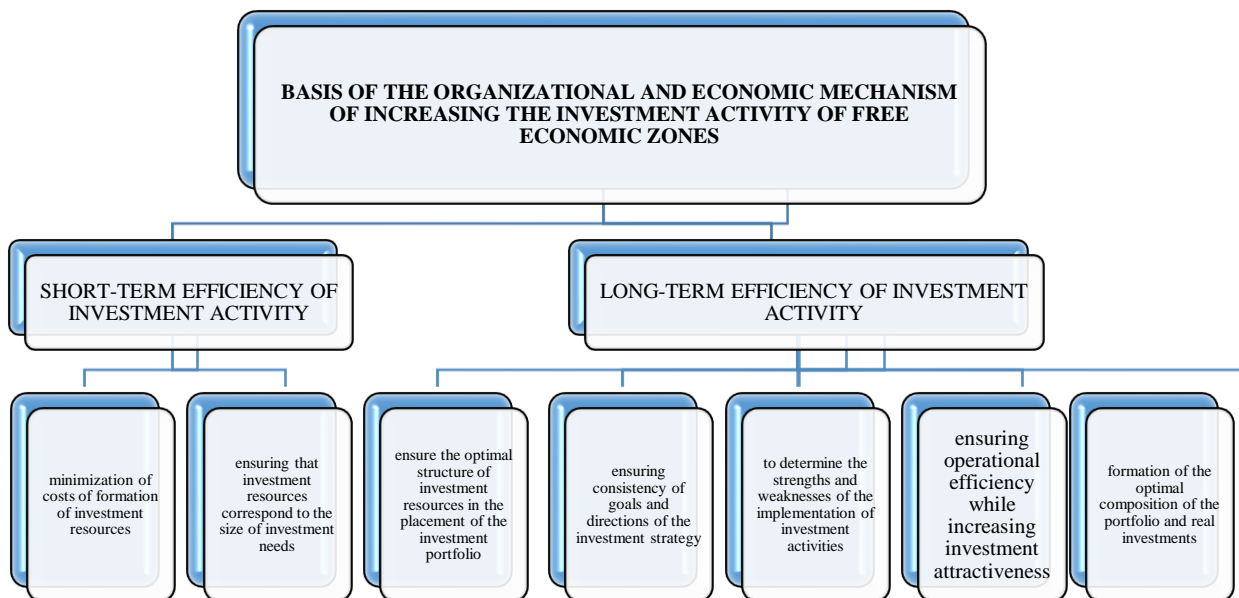 BASIS OF THE ORGANIZATIONAL AND ECONOMIC MECHANISM
OF INCREASING THE INVESTMENT ACTIVITY OF FREE
ECONOMIC ZONES
SHORT-TERM EFFICIENCY OF
INVESTMENT ACTIVITY
LONG-TERM EFFICIENCY OF INVESTMENT
ACTIVITY
minimization of
costs of formation
of investment
resources
ensuring that
investment
resources
correspond to the
size of investment
needs
ensure the optimal
structure of
investment
resources in the
placement of the
investment
portfolio
ensuring
consistency of
goals and
directions of the
investment strategy
to determine the
strengths and
weaknesses of the
implementation of
investment
activities
ensuring
operational
efficiency
while
increasing
investment
attractiveness
formation of the
optimal
composition of the
portfolio and real
investments